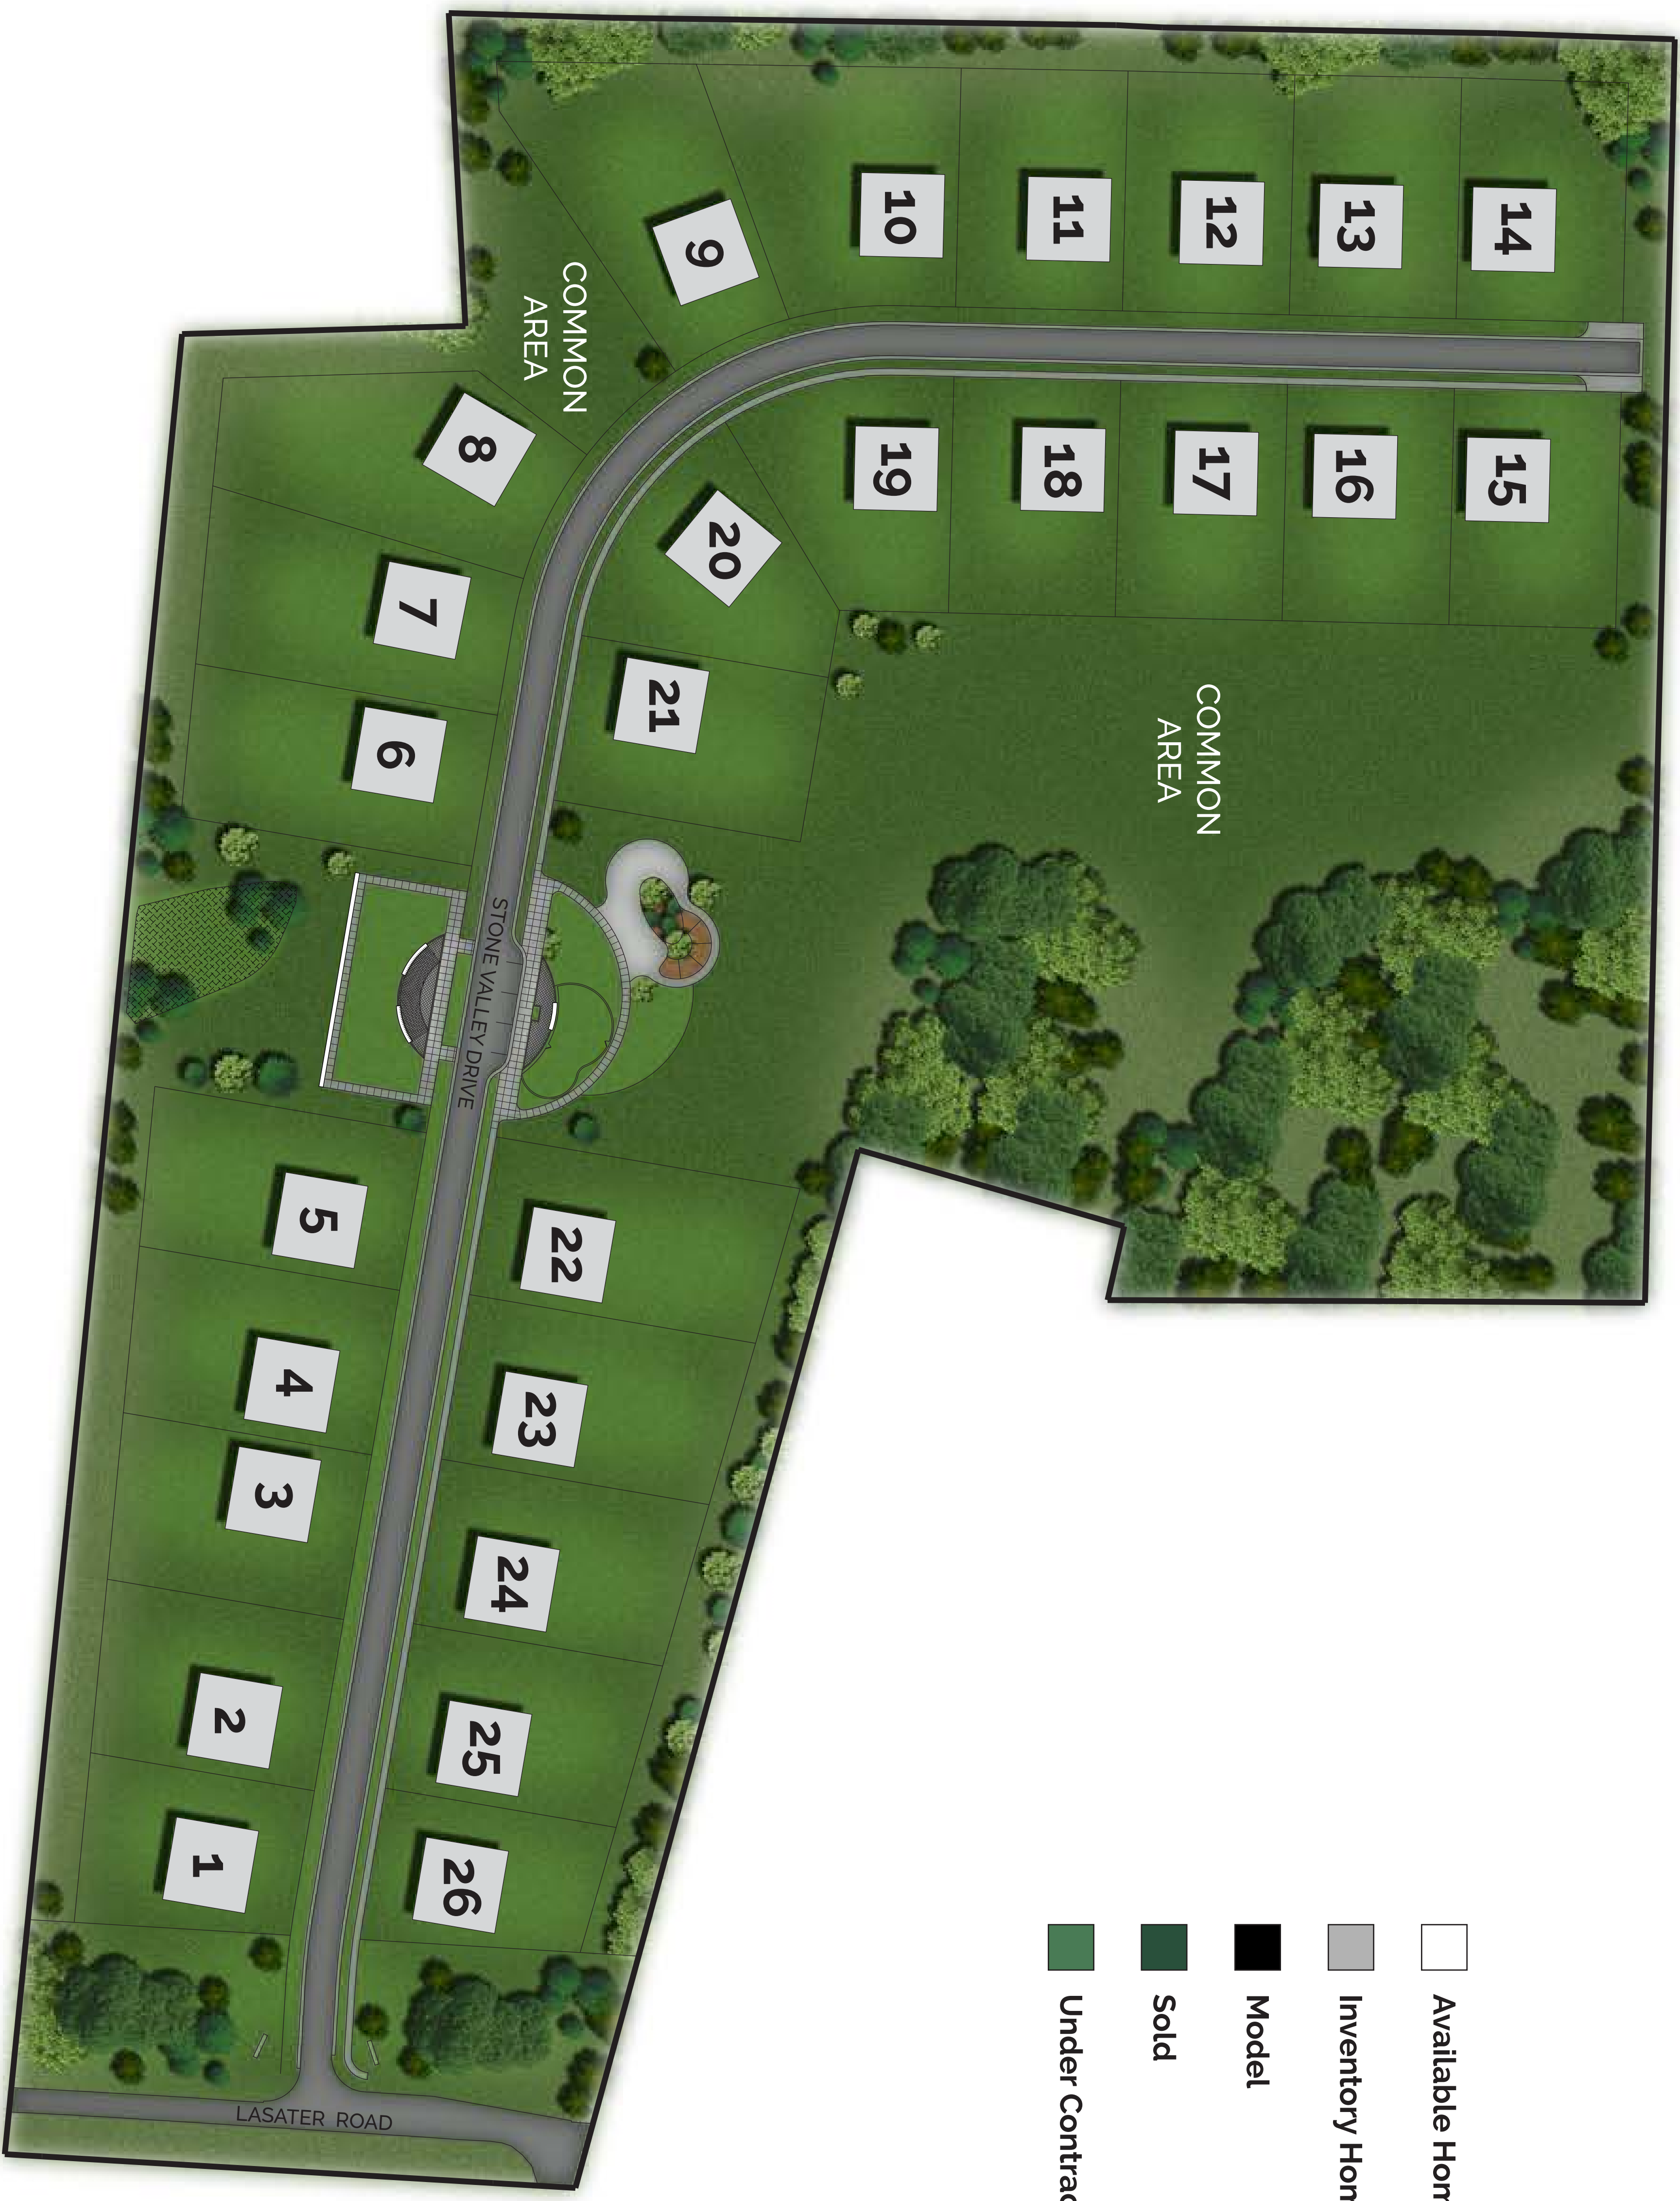 14
13
12
11
10
9
COMMON
AREA
15
16
17
18
19
20
21
8
7
6
COMMON
AREA
STONE VALLEY DRIVE
5
4
3
2
1
22
23
24
25
26
LASATER ROAD
Available Hom
Inventory Hom
Model
Sold
Under Contrac